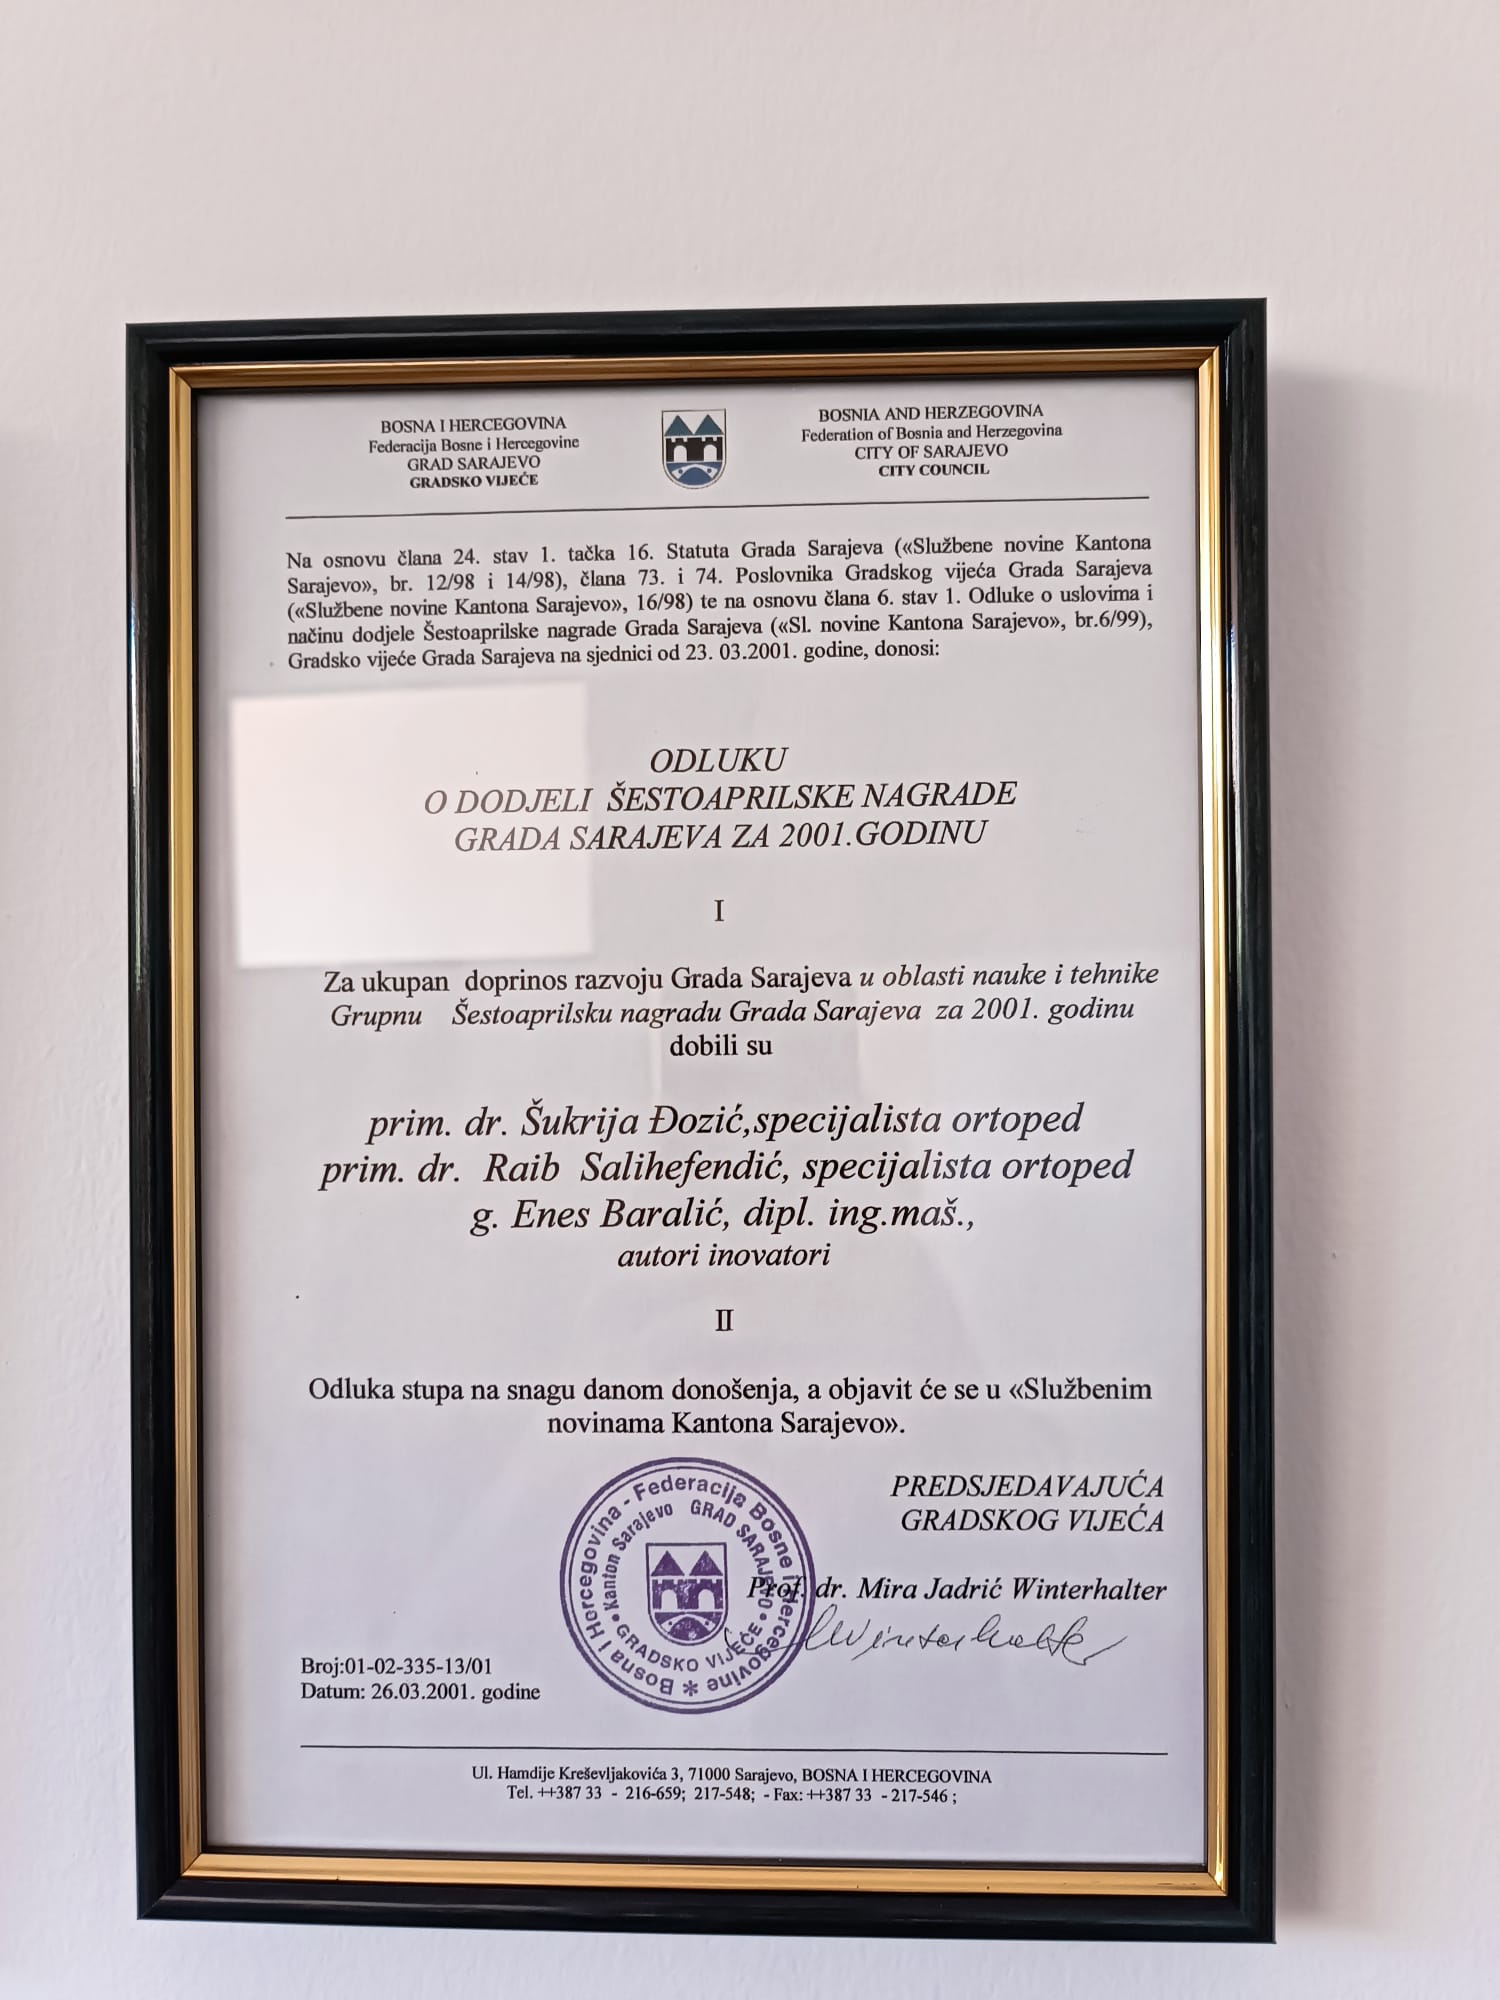 BOSNA I HERCEGOVINA
Federacija Bosne i Hercegovine
GRAD SARAJEVO
GRADSKO VIJEĆE
BOSNIA AND HERZEGOVINA
Federation of Bosnia and Herzegovina
CITY OF SARAJEVO
CITY COUNCIL
Na osnovu člana 24. stav 1. tačka 16. Statuta Grada Sarajeva («Službene novine Kantona
Sarajevo», br. 12/98 i 14/98), člana 73. i 74. Poslovnika Gradskog vijeća Grada Sarajeva
(«Službene novine Kantona Sarajevo», 16/98) te na osnovu člana 6. stav 1. Odluke o uslovima i
načinu dodjele Šestoaprilske nagrade Grada Sarajeva («Sl. novine Kantona Sarajevo», br.6/99),
Gradsko vijeće Grada Sarajeva na sjednici od 23. 03.2001. godine, donosi:
ODLUKU
O DODJELI ŠESTOAPRILSKE NAGRADE
GRADA SARAJEVA ZA 2001.GODINU
I
Za ukupan doprinos razvoju Grada Sarajeva u oblasti nauke i tehnike
Grupnu Šestoaprilsku nagradu Grada Sarajeva za 2001. godinu
dobili su
prim. dr. Šukrija Đozić,specijalista ortoped
prim. dr. Raib Salihefendić, specijalista ortoped
g. Enes Baralić, dipl. ing.maš.,
autori inovatori
II
Odluka stupa na snagu danom donošenja, a objavit će se u «Službenim
novinama Kantona Sarajevo».
PREDSJEDAVAJUĆA
GRADSKOG VIJEĆA
Prof. dr. Mira Jadrić Winterhalter
Winterhalter
Bosna i Hercegovina - Federacija Bosne i Hercegovine
Kanton Sarajevo GRAD SARAJEVO
GRADSKO VIJEĆE
Broj:01-02-335-13/01
Datum: 26.03.2001. godine
Ul. Hamdije Kreševljakovića 3, 71000 Sarajevo, BOSNA I HERCEGOVINA
Tel. ++387 33 - 216-659; 217-548; - Fax: ++387 33 - 217-546 ;